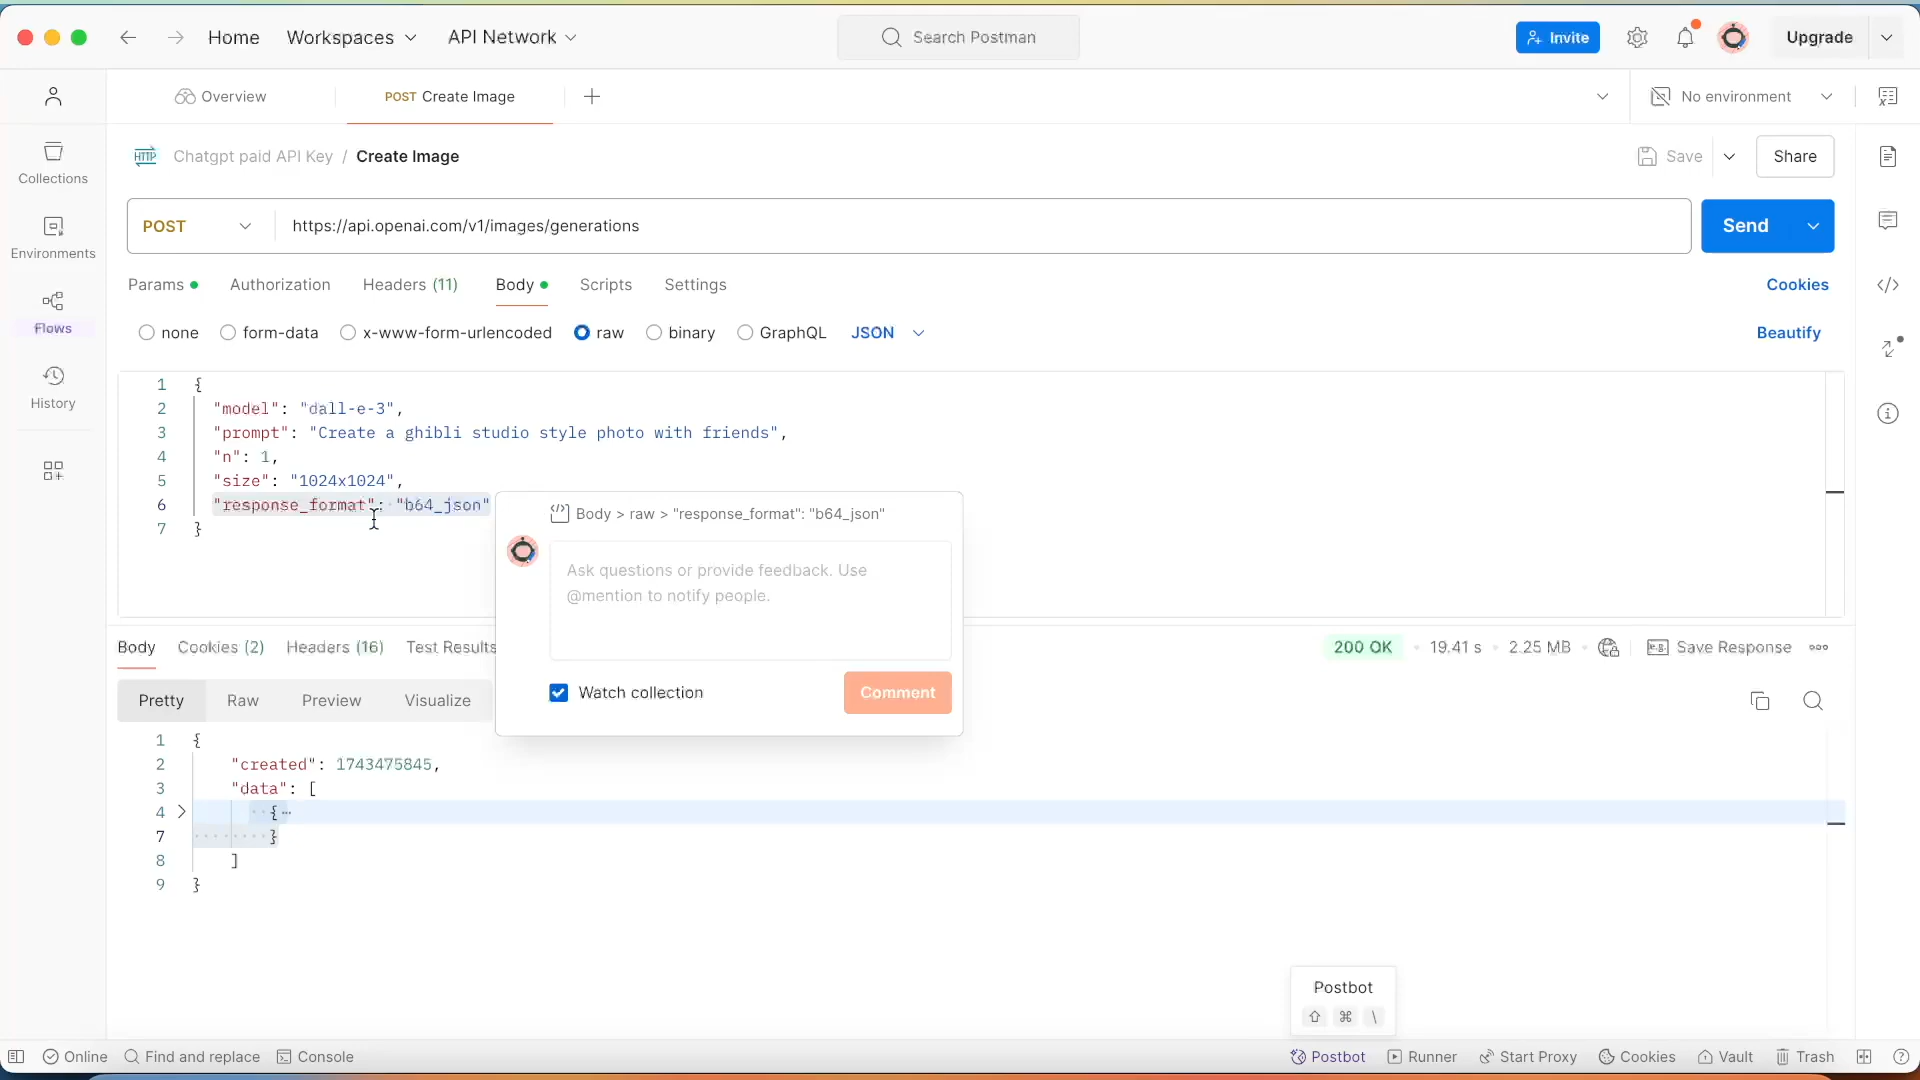 Home Workspaces API Network Search Postman Invite Upgrade
Overview POST Create Image No environment
HTTP Chatgpt paid API Key / Create Image Save Share
Collections
Environments
Flows
History
POST https://api.openai.com/v1/images/generations Send
Params Authorization Headers (11) Body Scripts Settings Cookies
none form-data x-www-form-urlencoded raw binary GraphQL JSON Beautify
1 {
2 "model": "dall-e-3",
3 "prompt": "Create a ghibli studio style photo with friends",
4 "n": 1,
5 "size": "1024x1024",
6 "response_format": "b64_json"
7 }
Body > raw > "response_format": "b64_json"
Ask questions or provide feedback. Use
@mention to notify people.
Watch collection Comment
Body Cookies (2) Headers (16) Test Results 200 OK 19.41 s 2.25 MB e.g. Save Response
Pretty Raw Preview Visualize
1 {
2 "created": 1743475845,
3 "data": [
4 {
7 }
8 ]
9 }
Postbot
⇧ ⌘ \
Online Find and replace Console Postbot Runner Start Proxy Cookies Vault Trash